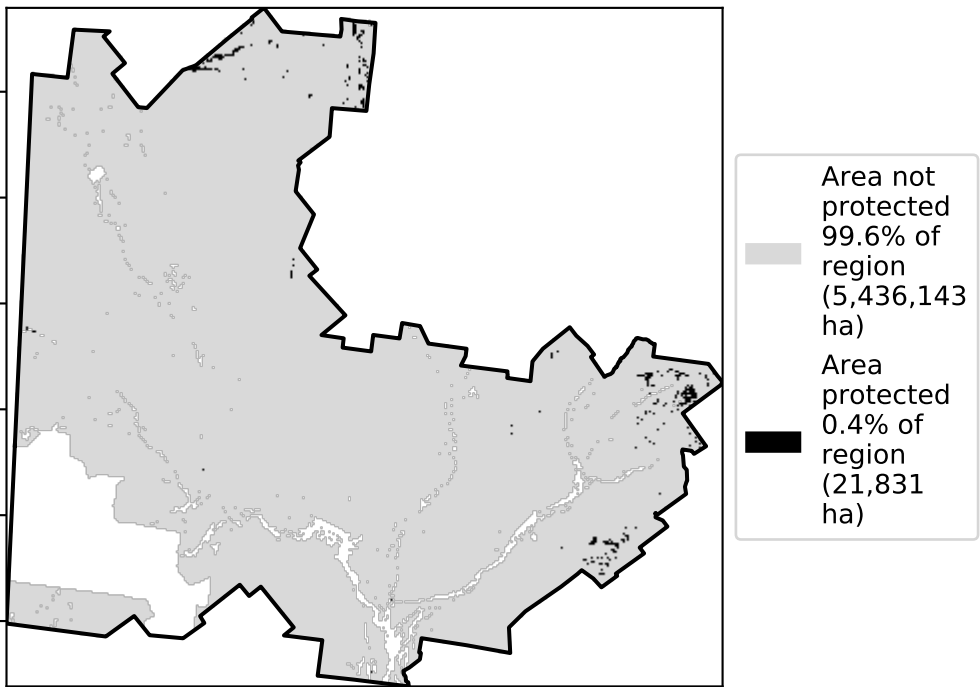 Area not
protected
99.6% of
region
(5,436,143
ha)
Area
protected
0.4% of
region
(21,831
ha)